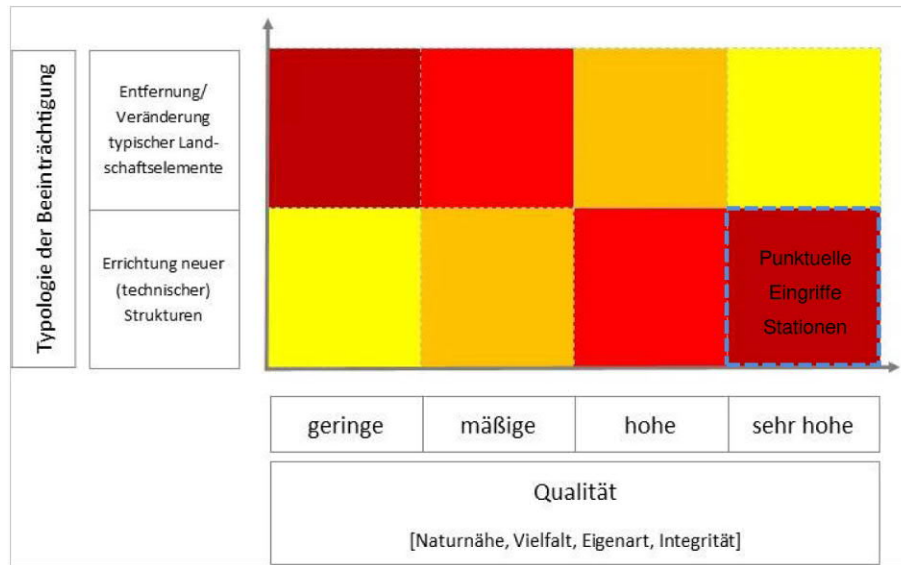 Typologie der Beeinträchtigung
Entfernung/
Veränderung
typischer Land-
schaftselemente
Errichtung neuer
(technischer)
Strukturen
Punktuelle
Eingriffe
Stationen
geringe
mäßige
hohe
sehr hohe
Qualität
[Naturnähe, Vielfalt, Eigenart, Integrität]